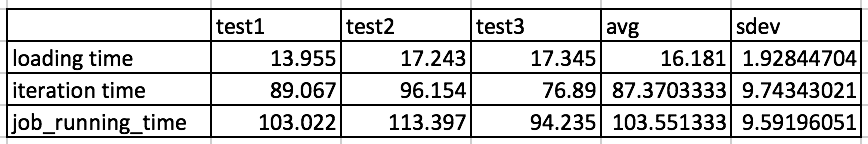 test1 test2 test3 avg sdev
loading time 13.955 17.243 17.345 16.181 1.92844704
iteration time 89.067 96.154 76.89 87.3703333 9.74343021
job_running_time 103.022 113.397 94.235 103.551333 9.59196051